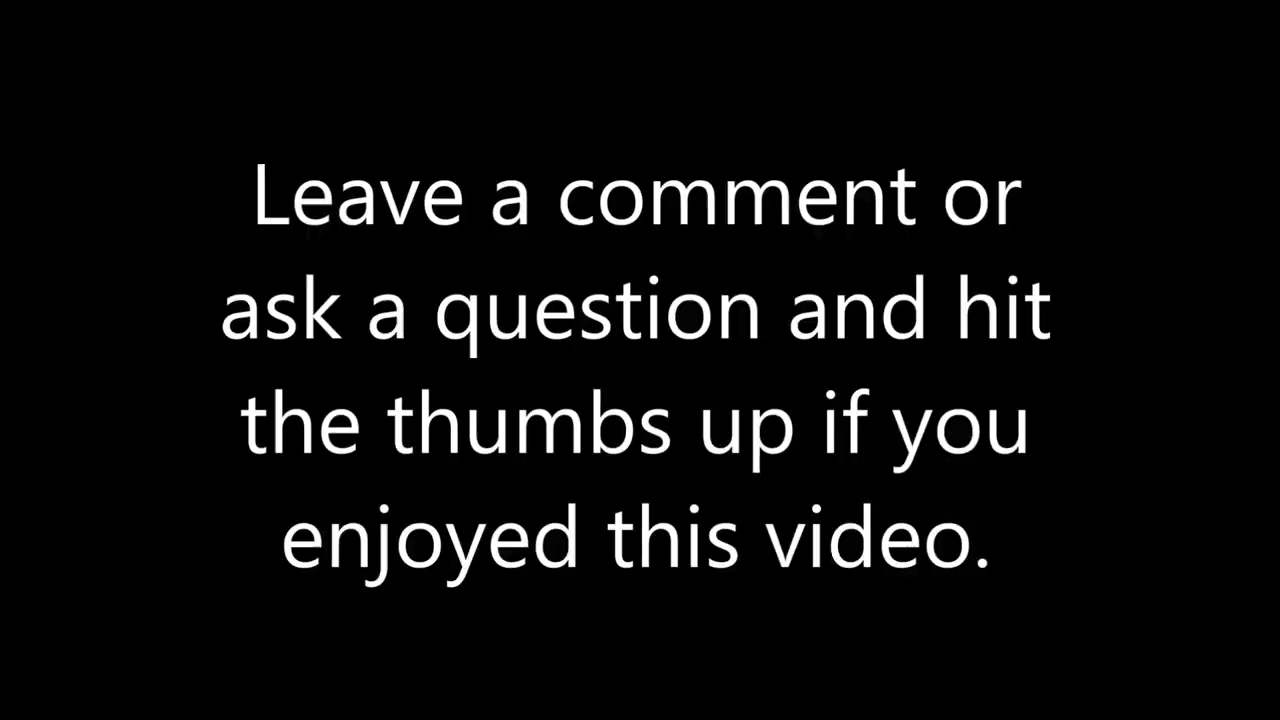 Leave a comment or
ask a question and hit
the thumbs up if you
enjoyed this video.